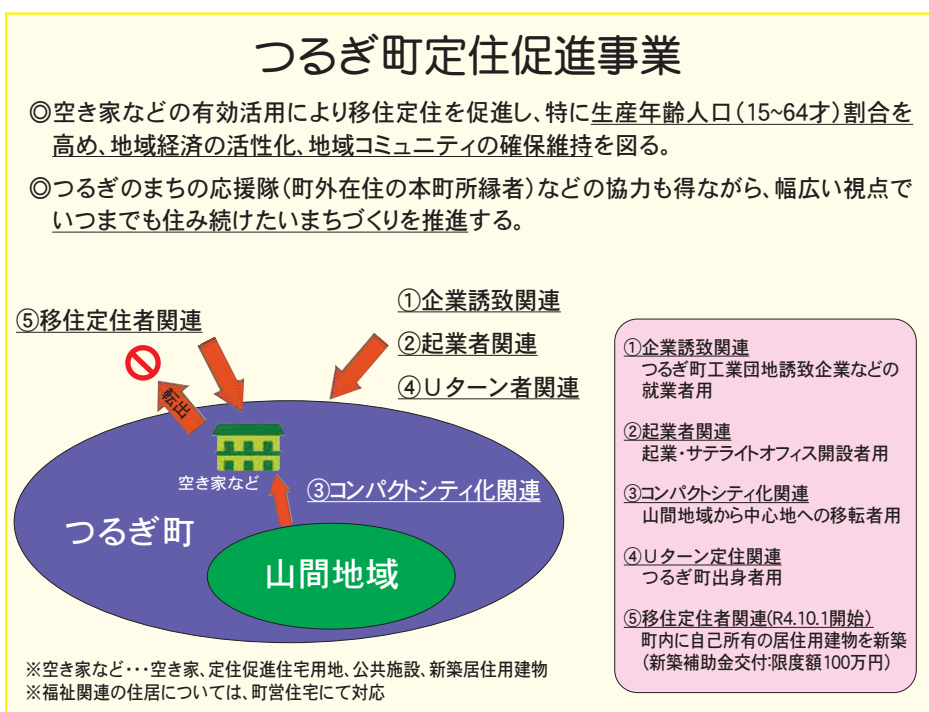 つるぎ町定住促進事業
◎空き家などの有効活用により移住定住を促進し、特に生産年齢人口(15~64才)割合を
高め、地域経済の活性化、地域コミュニティの確保維持を図る。
◎つるぎのまちの応援隊(町外在住の本町所縁者)などの協力も得ながら、幅広い視点で
いつまでも住み続けたいまちづくりを推進する。
⑤移住定住者関連
①企業誘致関連
②起業者関連
④Uターン者関連
転出
空き家など
③コンパクトシティ化関連
つるぎ町
山間地域
①企業誘致関連
つるぎ町工業団地誘致企業などの
就業者用
②起業者関連
起業・サテライトオフィス開設者用
③コンパクトシティ化関連
山間地域から中心地への移転者用
④Uターン定住関連
つるぎ町出身者用
⑤移住定住者関連(R4.10.1開始)
町内に自己所有の居住用建物を新築
(新築補助金交付:限度額100万円)
※空き家など・・・空き家、定住促進住宅用地、公共施設、新築居住用建物
※福祉関連の住居については、町営住宅にて対応